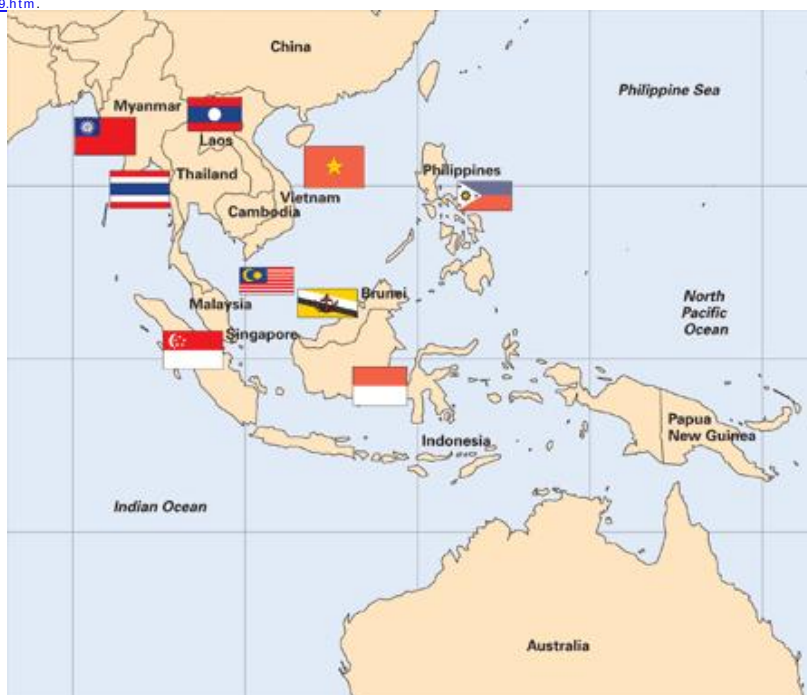 9.htm.
China
Philippine Sea
Myanmar
Laos
Thailand
Philippines
Vietnam
Cambodia
Malaysia
Brunei
North
Pacific
Ocean
Singapore
Papua
New Guinea
Indonesia
Indian Ocean
Australia